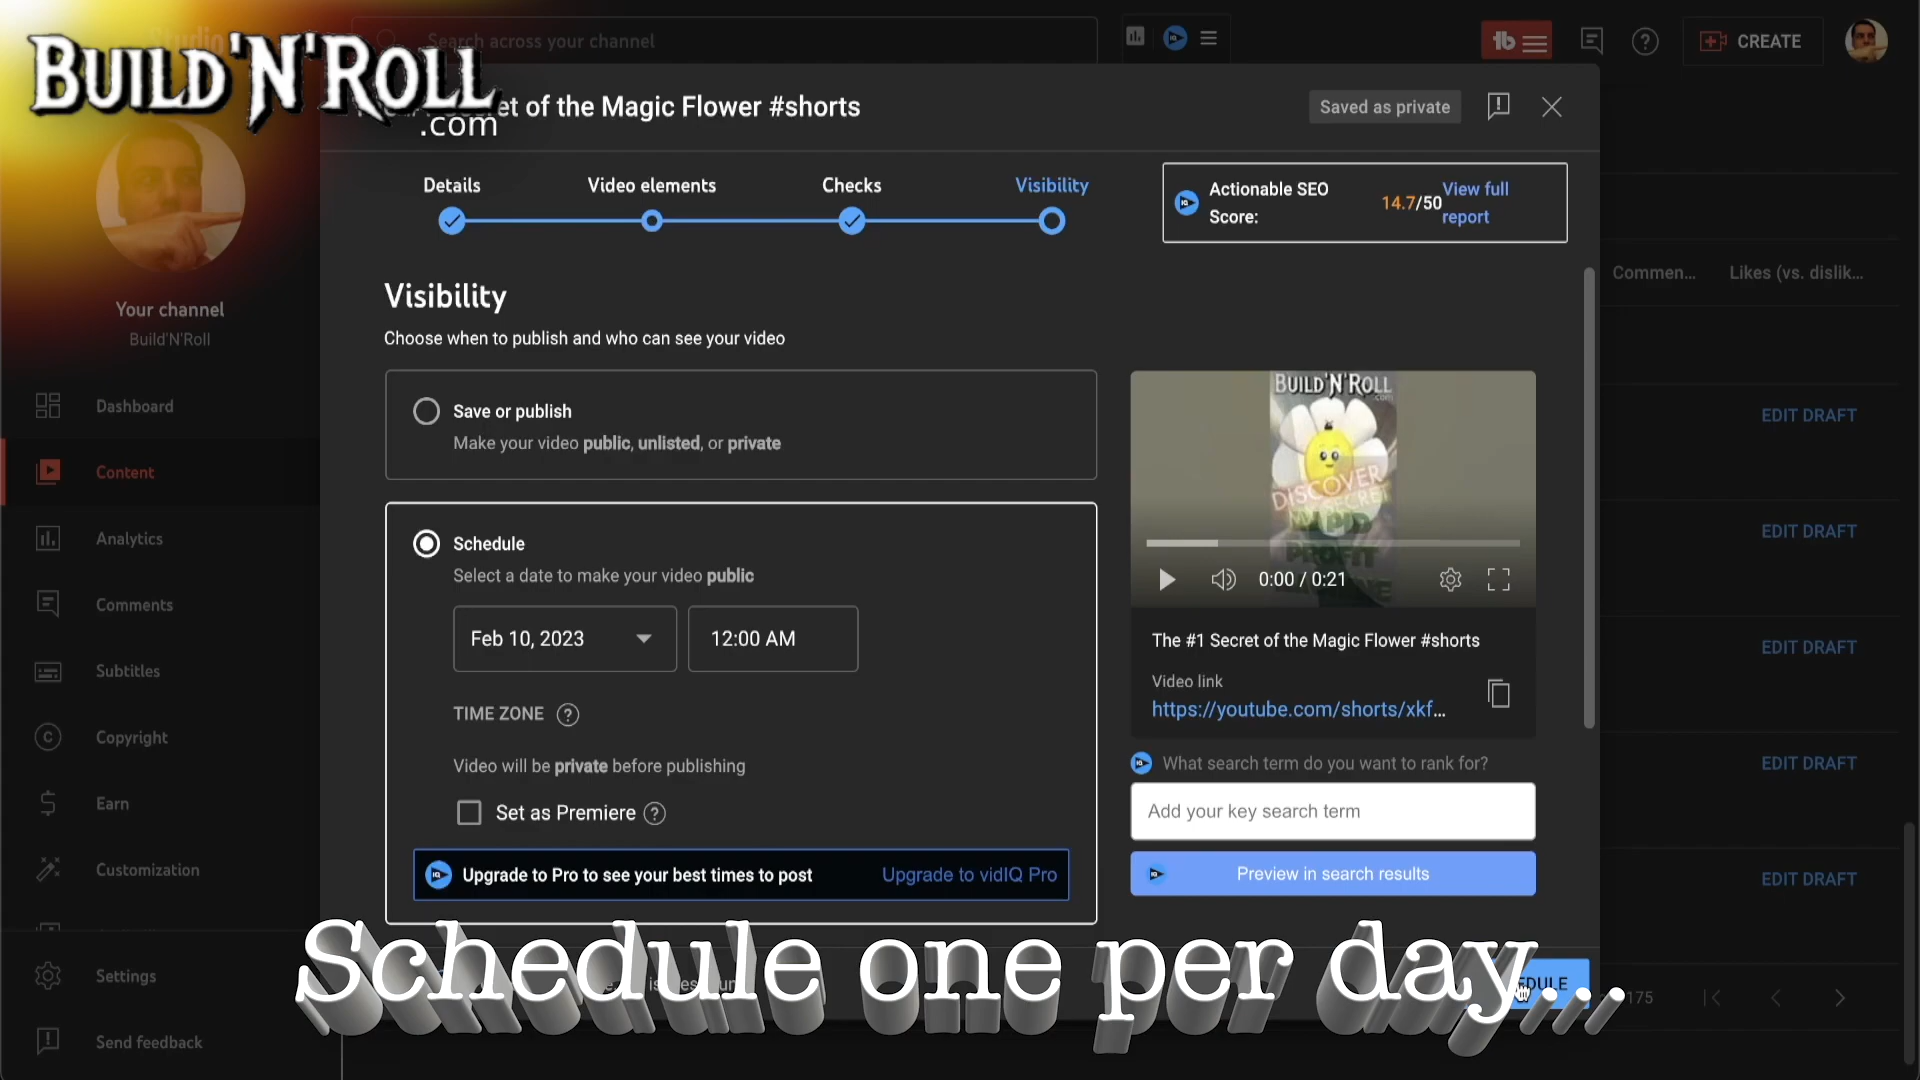 BUILD'N'ROLL
.com
Search across your channel
CREATE
et of the Magic Flower #shorts
Saved as private
Details
Video elements
Checks
Visibility
Actionable SEO
Score:
14.7/50
View full
report
Commen...
Likes (vs. dislik...
Your channel
Build'N'Roll
Dashboard
Content
Analytics
Comments
Subtitles
Copyright
Earn
Customization
Settings
Send feedback
Visibility
Choose when to publish and who can see your video
Save or publish
Make your video public, unlisted, or private
Schedule
Select a date to make your video public
Feb 10, 2023
12:00 AM
TIME ZONE
Video will be private before publishing
Set as Premiere
Upgrade to Pro to see your best times to post
Upgrade to vidIQ Pro
BUILD'N'ROLL
.com
DISCOVER
SECRET
PROFIT
0:00 / 0:21
The #1 Secret of the Magic Flower #shorts
Video link
https://youtube.com/shorts/xkf...
What search term do you want to rank for?
Add your key search term
Preview in search results
EDIT DRAFT
EDIT DRAFT
EDIT DRAFT
EDIT DRAFT
EDIT DRAFT
Schedule one per day...
175